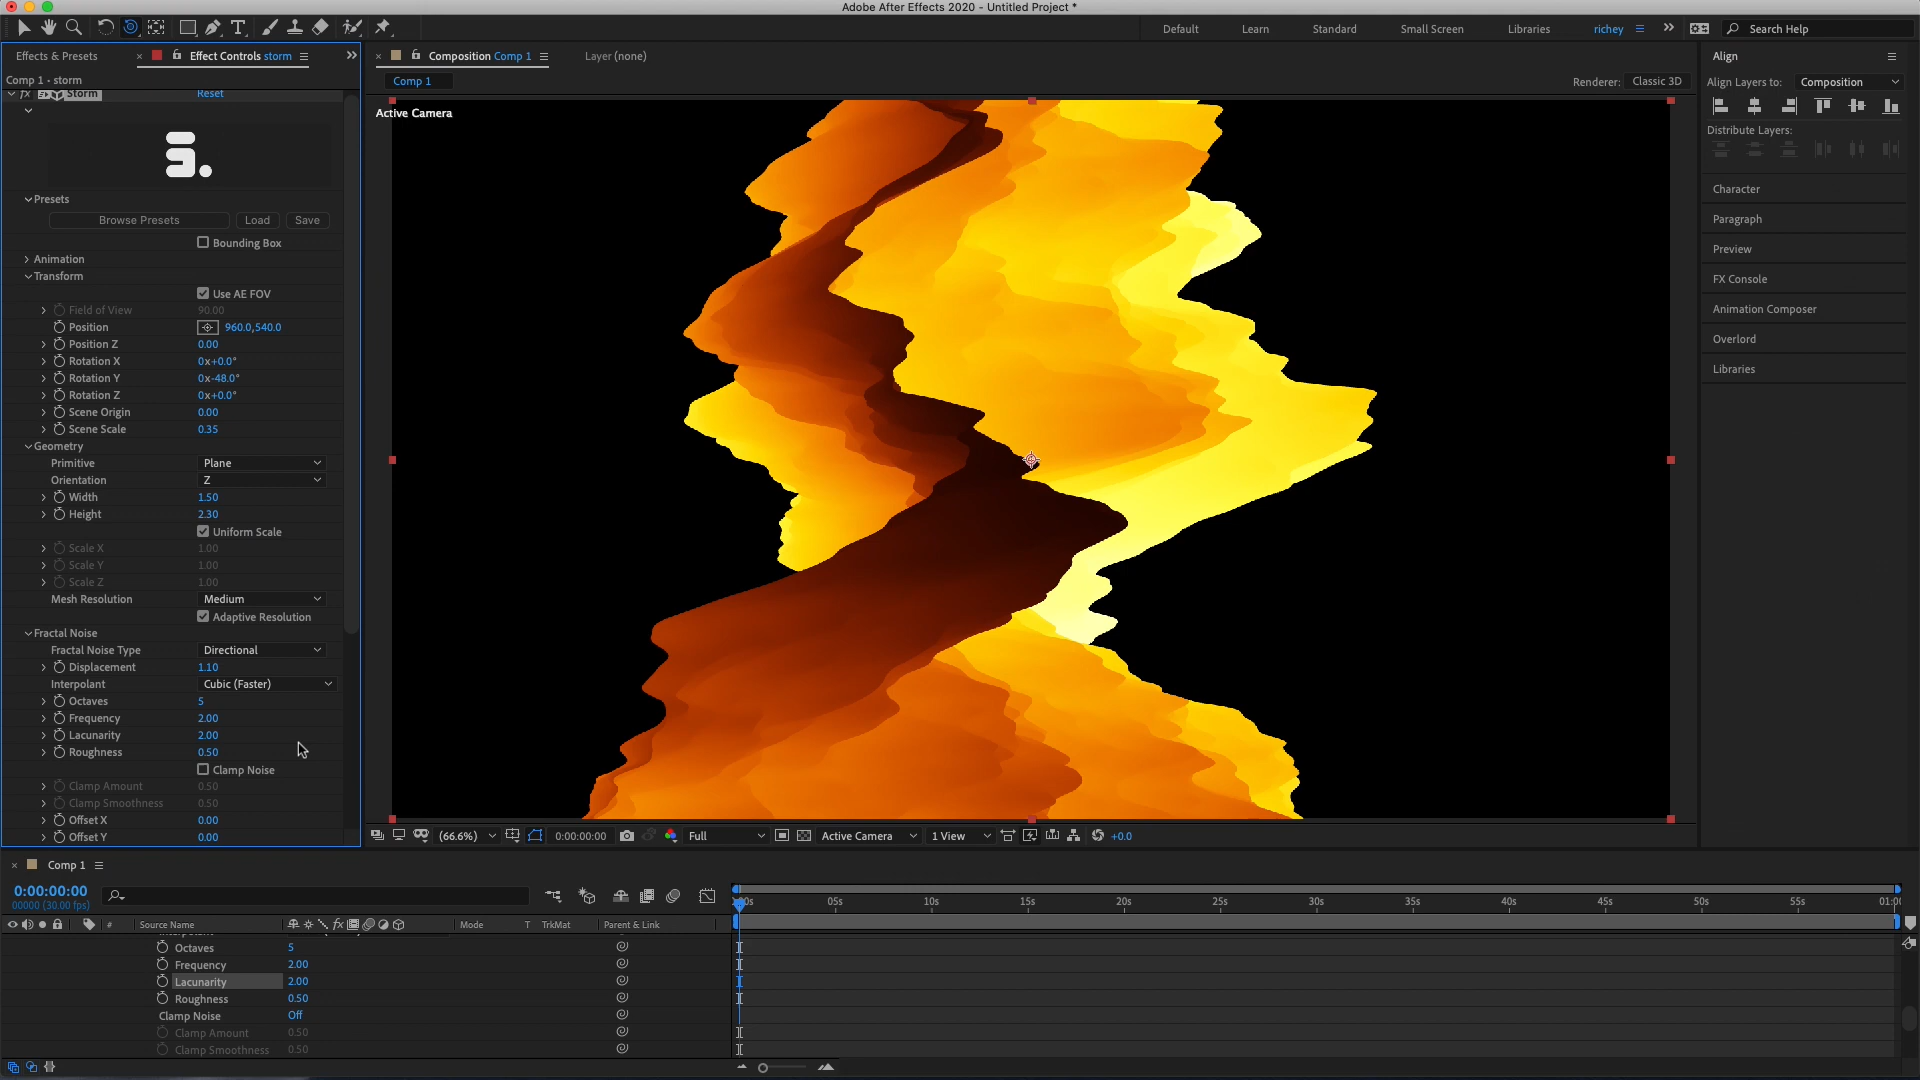 Adobe After Effects 2020 - Untitled Project *
Default Learn Standard Small Screen Libraries richey Search Help
Effects & Presets Effect Controls storm
Composition Comp 1 Layer (none)
Align
Comp 1 • storm
Comp 1
Renderer: Classic 3D
Align Layers to: Composition
fx Storm Reset
Active Camera
Distribute Layers:
Presets
Browse Presets Load Save
Bounding Box
Animation
Transform
Use AE FOV
Field of View 90.00
Position 960.0,540.0
Position Z 0.00
Rotation X 0x+0.0°
Rotation Y 0x-48.0°
Rotation Z 0x+0.0°
Scene Origin 0.00
Scene Scale 0.35
Geometry
Primitive Plane
Orientation Z
Width 1.50
Height 2.30
Uniform Scale
Scale X 1.00
Scale Y 1.00
Scale Z 1.00
Mesh Resolution Medium
Adaptive Resolution
Fractal Noise
Fractal Noise Type Directional
Displacement 1.10
Interpolant Cubic (Faster)
Octaves 5
Frequency 2.00
Lacunarity 2.00
Roughness 0.50
Clamp Noise
Clamp Amount 0.50
Clamp Smoothness 0.50
Offset X 0.00
Offset Y 0.00
Character
Paragraph
Preview
FX Console
Animation Composer
Overlord
Libraries
(66.6%) 0:00:00:00 Full Active Camera 1 View +0.0
Comp 1
0:00:00:00
00000 (30.00 fps)
05s 10s 15s 20s 25s 30s 35s 40s 45s 50s 55s
# Source Name fx Mode T TrkMat Parent & Link
Octaves 5
Frequency 2.00
Lacunarity 2.00
Roughness 0.50
Clamp Noise Off
Clamp Amount 0.50
Clamp Smoothness 0.50